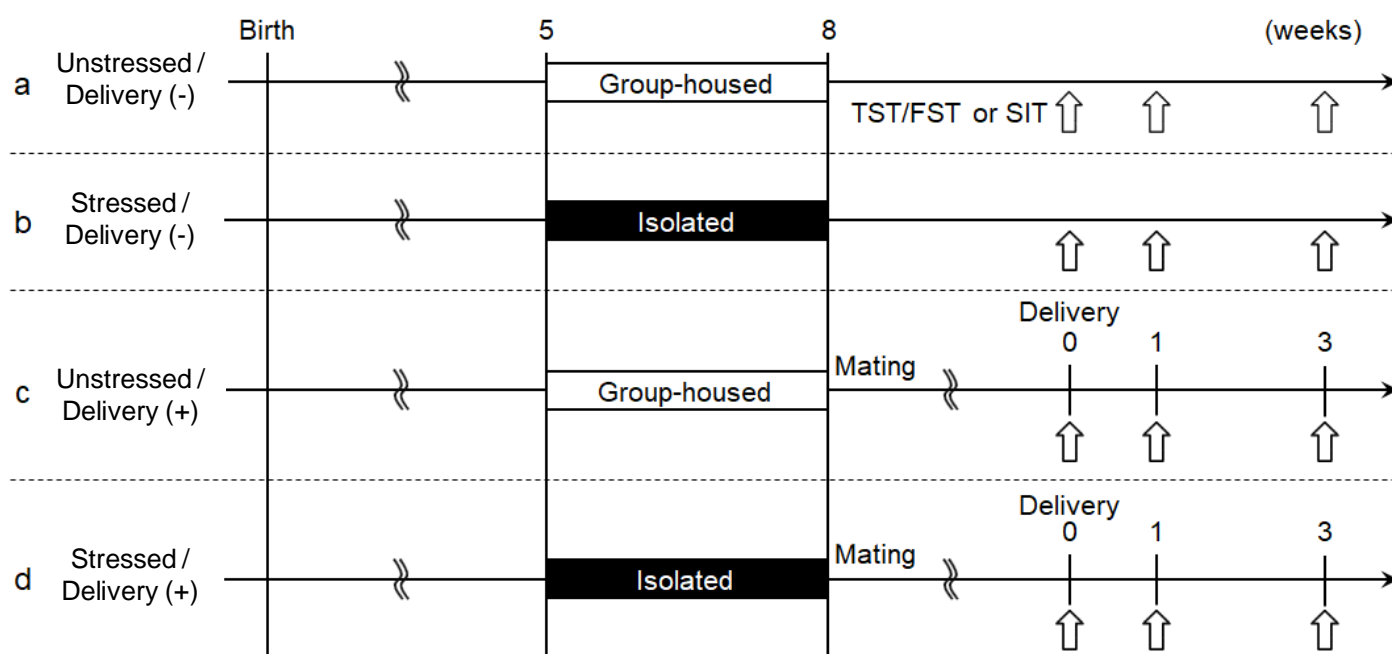 Birth 5 8 (weeks)
a Unstressed / Delivery (-)
Group-housed
TST/FST or SIT
b Stressed / Delivery (-)
Isolated
c Unstressed / Delivery (+)
Group-housed
Mating
Delivery
0 1 3
d Stressed / Delivery (+)
Isolated
Mating
Delivery
0 1 3